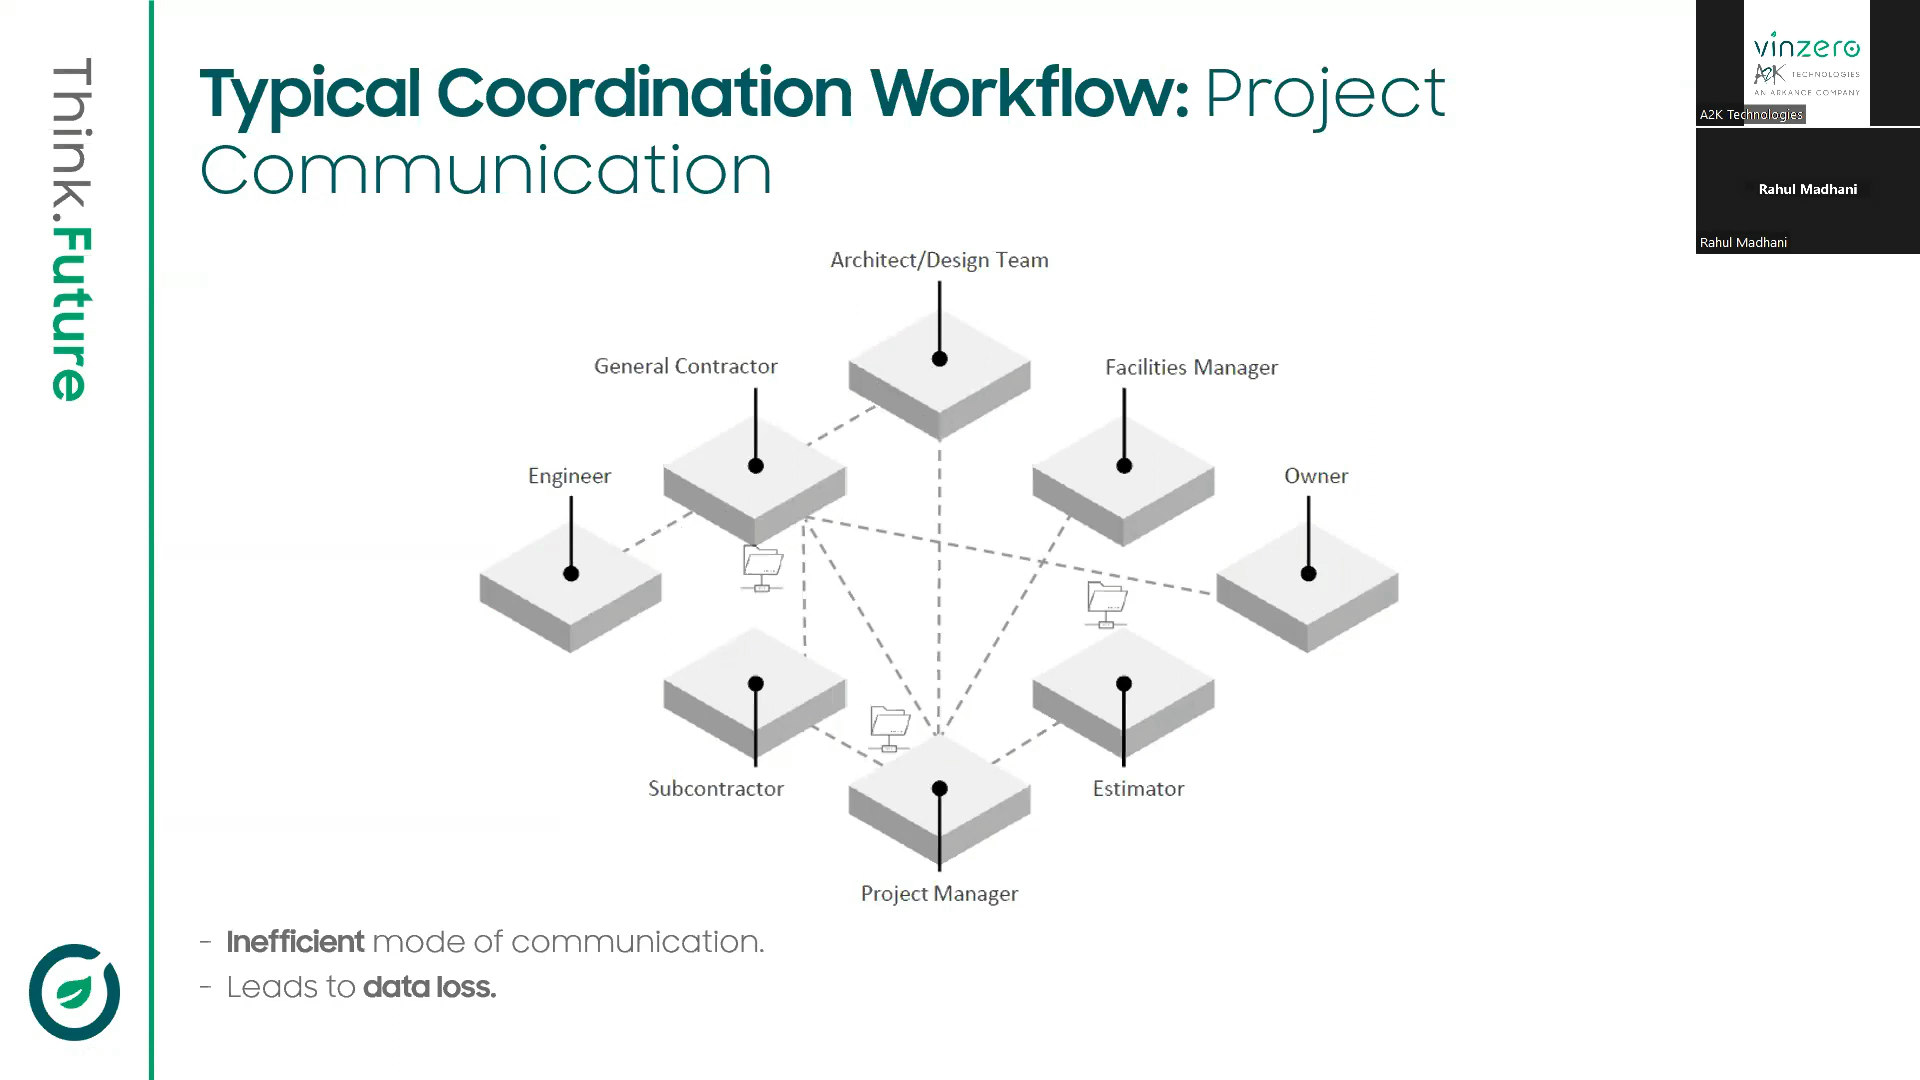 Think.Future
Typical Coordination Workflow: Project
Communication
vinzero
A2K TECHNOLOGIES
AN ARKANCE COMPANY
A2K Technologies
Rahul Madhani
Rahul Madhani
Architect/Design Team
General Contractor
Facilities Manager
Engineer
Owner
Subcontractor
Estimator
Project Manager
- Inefficient mode of communication.
- Leads to data loss.